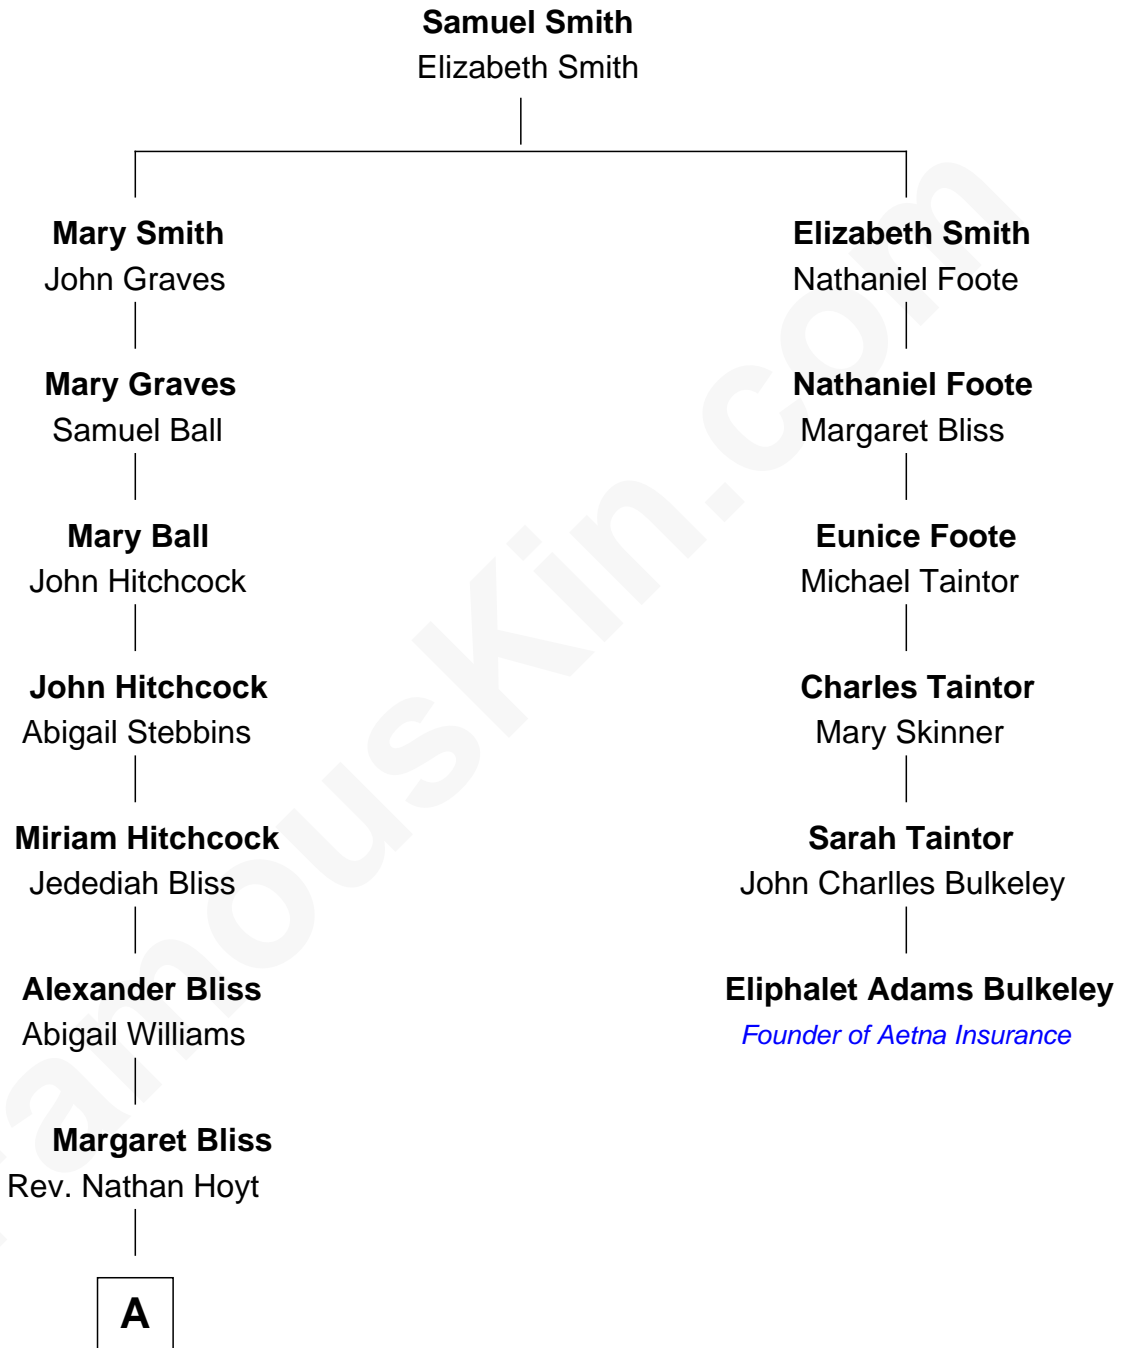 Samuel Smith
Elizabeth Smith
Mary Smith
John Graves
Elizabeth Smith
Nathaniel Foote
Mary Graves
Samuel Ball
Nathaniel Foote
Margaret Bliss
Mary Ball
John Hitchcock
Eunice Foote
Michael Taintor
John Hitchcock
Abigail Stebbins
Charles Taintor
Mary Skinner
Miriam Hitchcock
Jedediah Bliss
Sarah Taintor
John Charlles Bulkeley
Alexander Bliss
Abigail Williams
Eliphalet Adams Bulkeley
Founder of Aetna Insurance
Margaret Bliss
Rev. Nathan Hoyt
A
FamousKin.com